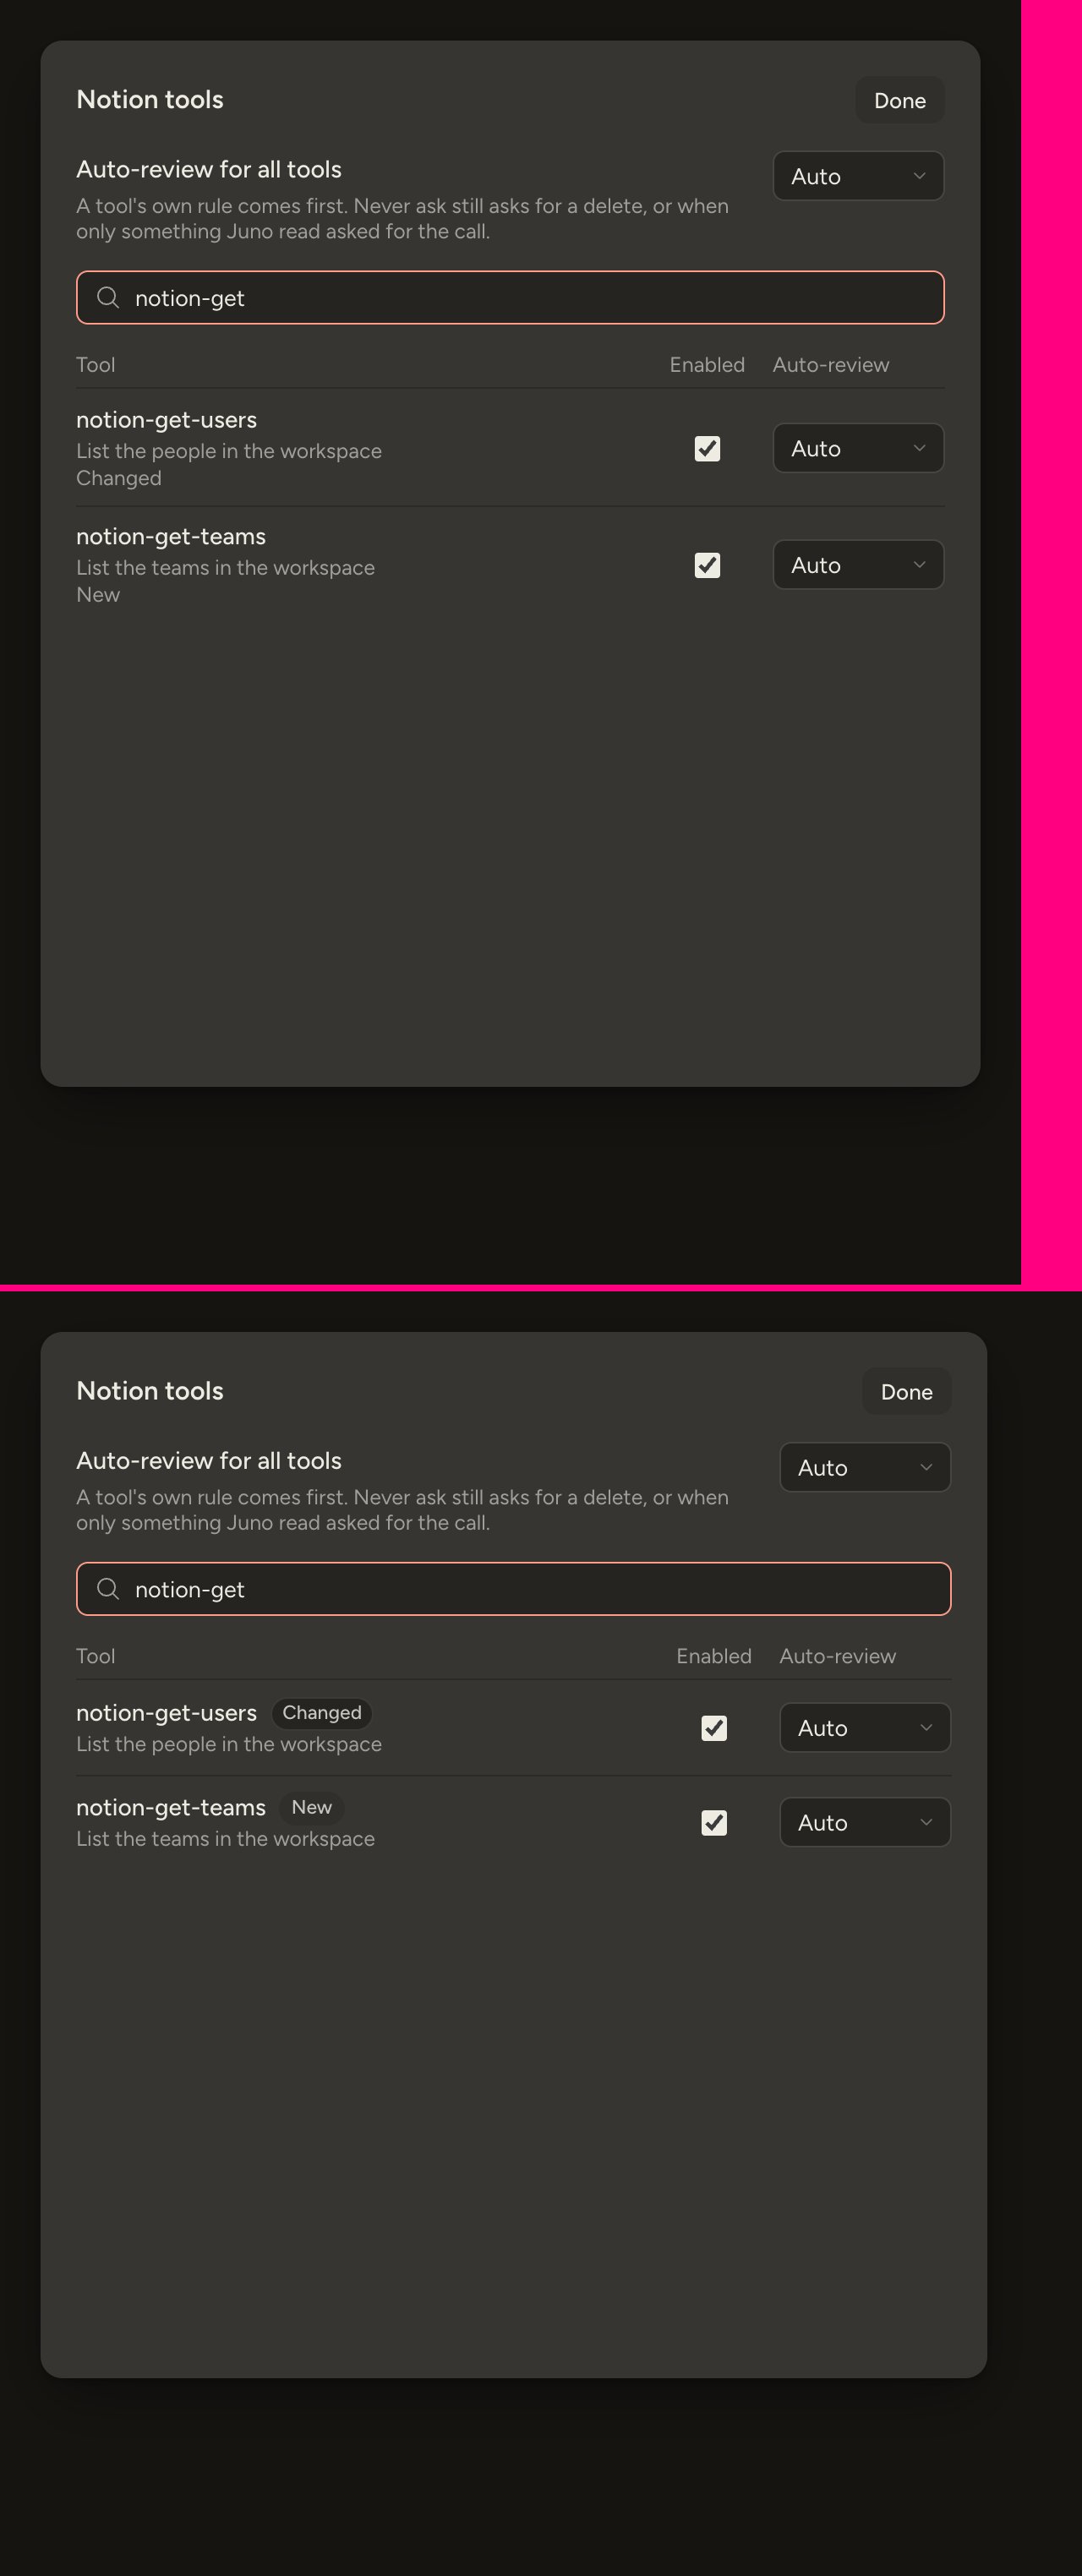 Notion tools
Done
Auto-review for all tools
Auto
A tool's own rule comes first. Never ask still asks for a delete, or when
only something Juno read asked for the call.
notion-get
Tool Enabled Auto-review
notion-get-users
List the people in the workspace
Changed
Auto
notion-get-teams
List the teams in the workspace
New
Auto
Notion tools
Done
Auto-review for all tools
Auto
A tool's own rule comes first. Never ask still asks for a delete, or when
only something Juno read asked for the call.
notion-get
Tool Enabled Auto-review
notion-get-users Changed
List the people in the workspace
Auto
notion-get-teams New
List the teams in the workspace
Auto